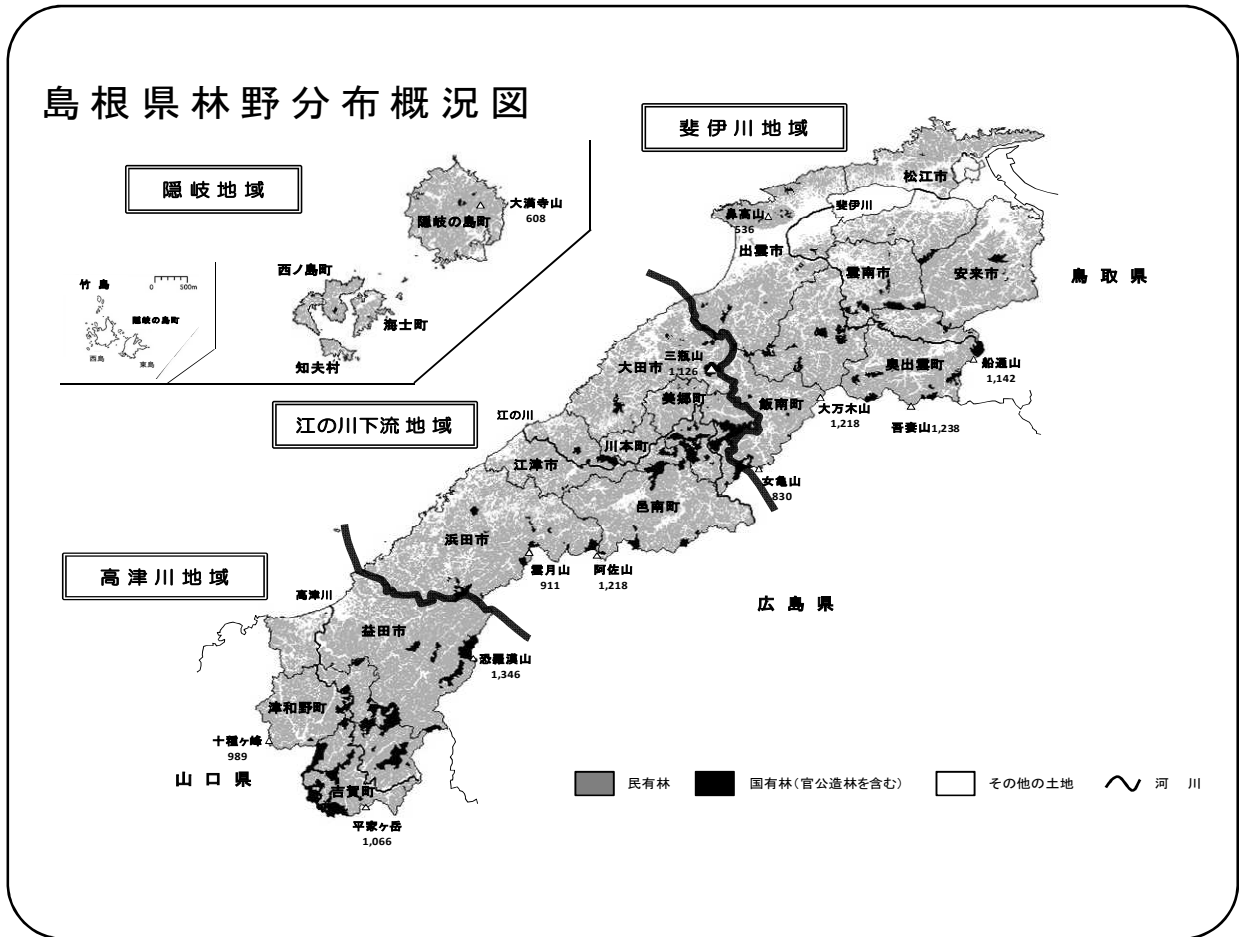 島根県林野分布概況図
斐伊川地域
隠岐地域
松江市
大満寺山
608
隠岐の島町
斐伊川
鼻高山
536
出雲市
雲南市
安来市
鳥取県
西ノ島町
海士町
知夫村
竹島
0 500m
隠岐の島町
西島
東島
三瓶山
1,126
大田市
美郷町
飯南町
奥出雲町
船通山
1,142
大万木山
1,218
吾妻山1,238
江の川下流地域
江の川
川本町
江津市
女亀山
830
邑南町
浜田市
雲月山
911
阿佐山
1,218
広島県
高津川地域
高津川
益田市
恐羅漢山
1,346
津和野町
十種ヶ峰
989
山口県
吉賀町
平家ヶ岳
1,066
民有林
国有林(官公造林を含む)
その他の土地
河川